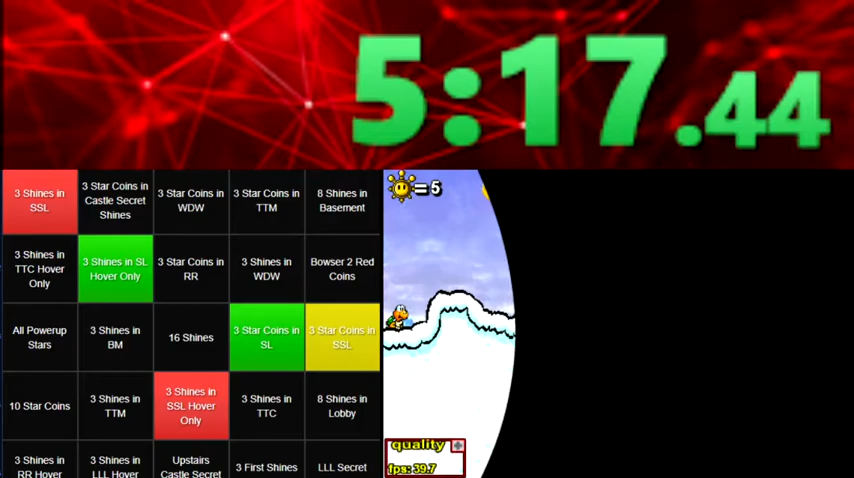 5:17.44
3 Shines in
SSL
3 Star Coins in
Castle Secret
Shines
3 Star Coins in
WDW
3 Star Coins in
TTM
8 Shines in
Basement
3 Shines in
TTC Hover
Only
3 Shines in SL
Hover Only
3 Star Coins in
RR
3 Shines in
WDW
Bowser 2 Red
Coins
All Powerup
Stars
3 Shines in
BM
16 Shines
3 Star Coins in
SL
3 Star Coins in
SSL
10 Star Coins
3 Shines in
TTM
3 Shines in
SSL Hover
Only
3 Shines in
TTC
8 Shines in
Lobby
3 Shines in
RR Hover
3 Shines in
LLL Hover
Upstairs
Castle Secret
3 First Shines
LLL Secret
=5
quality
fps: 39.7